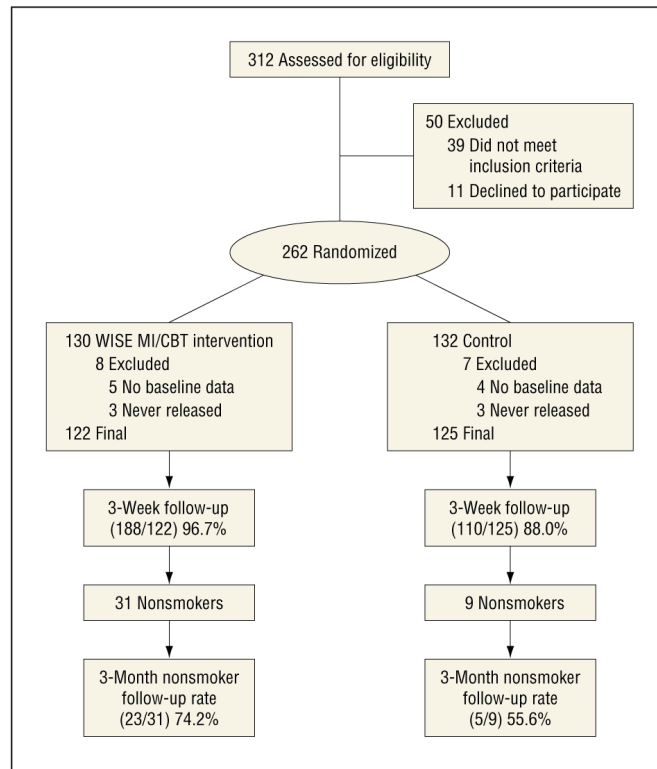 312 Assessed for eligibility
50 Excluded
39 Did not meet
inclusion criteria
11 Declined to participate
262 Randomized
130 WISE MI/CBT intervention
8 Excluded
5 No baseline data
3 Never released
122 Final
132 Control
7 Excluded
4 No baseline data
3 Never released
125 Final
3-Week follow-up
(188/122) 96.7%
3-Week follow-up
(110/125) 88.0%
31 Nonsmokers
9 Nonsmokers
3-Month nonsmoker
follow-up rate
(23/31) 74.2%
3-Month nonsmoker
follow-up rate
(5/9) 55.6%